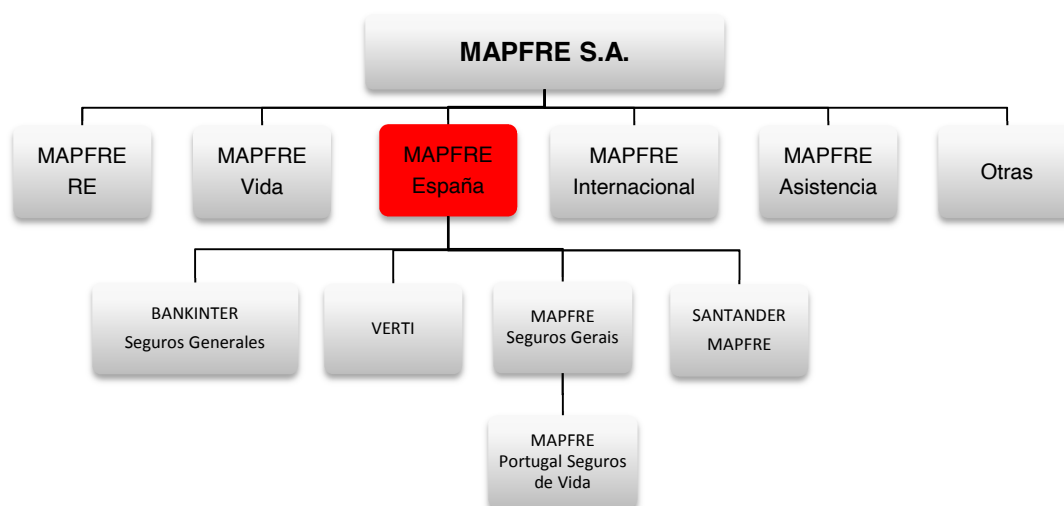 MAPFRE S.A.
MAPFRE
RE
MAPFRE
Vida
MAPFRE
España
MAPFRE
Internacional
MAPFRE
Asistencia
Otras
BANKINTER
Seguros Generales
VERTI
MAPFRE
Seguros Gerais
SANTANDER
MAPFRE
MAPFRE
Portugal Seguros
de Vida